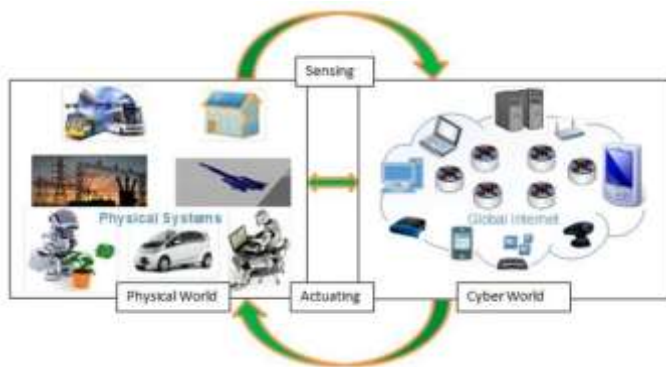 Sensing
Physical Systems
Global Internet
Physical World
Actuating
Cyber World